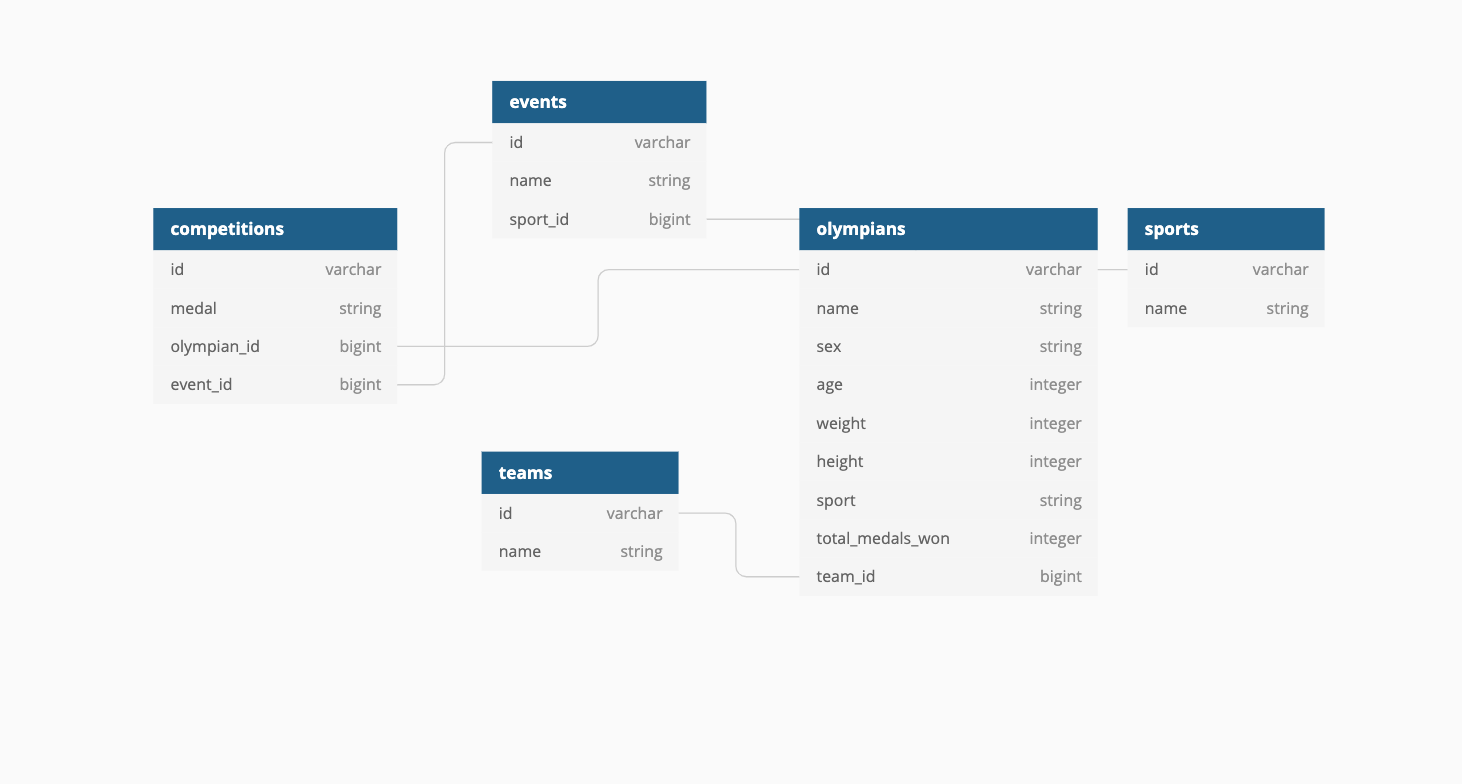 events
id varchar
name string
sport_id bigint
competitions
id varchar
medal string
olympian_id bigint
event_id bigint
olympians
id varchar
name string
sex string
age integer
weight integer
height integer
sport string
total_medals_won integer
team_id bigint
sports
id varchar
name string
teams
id varchar
name string